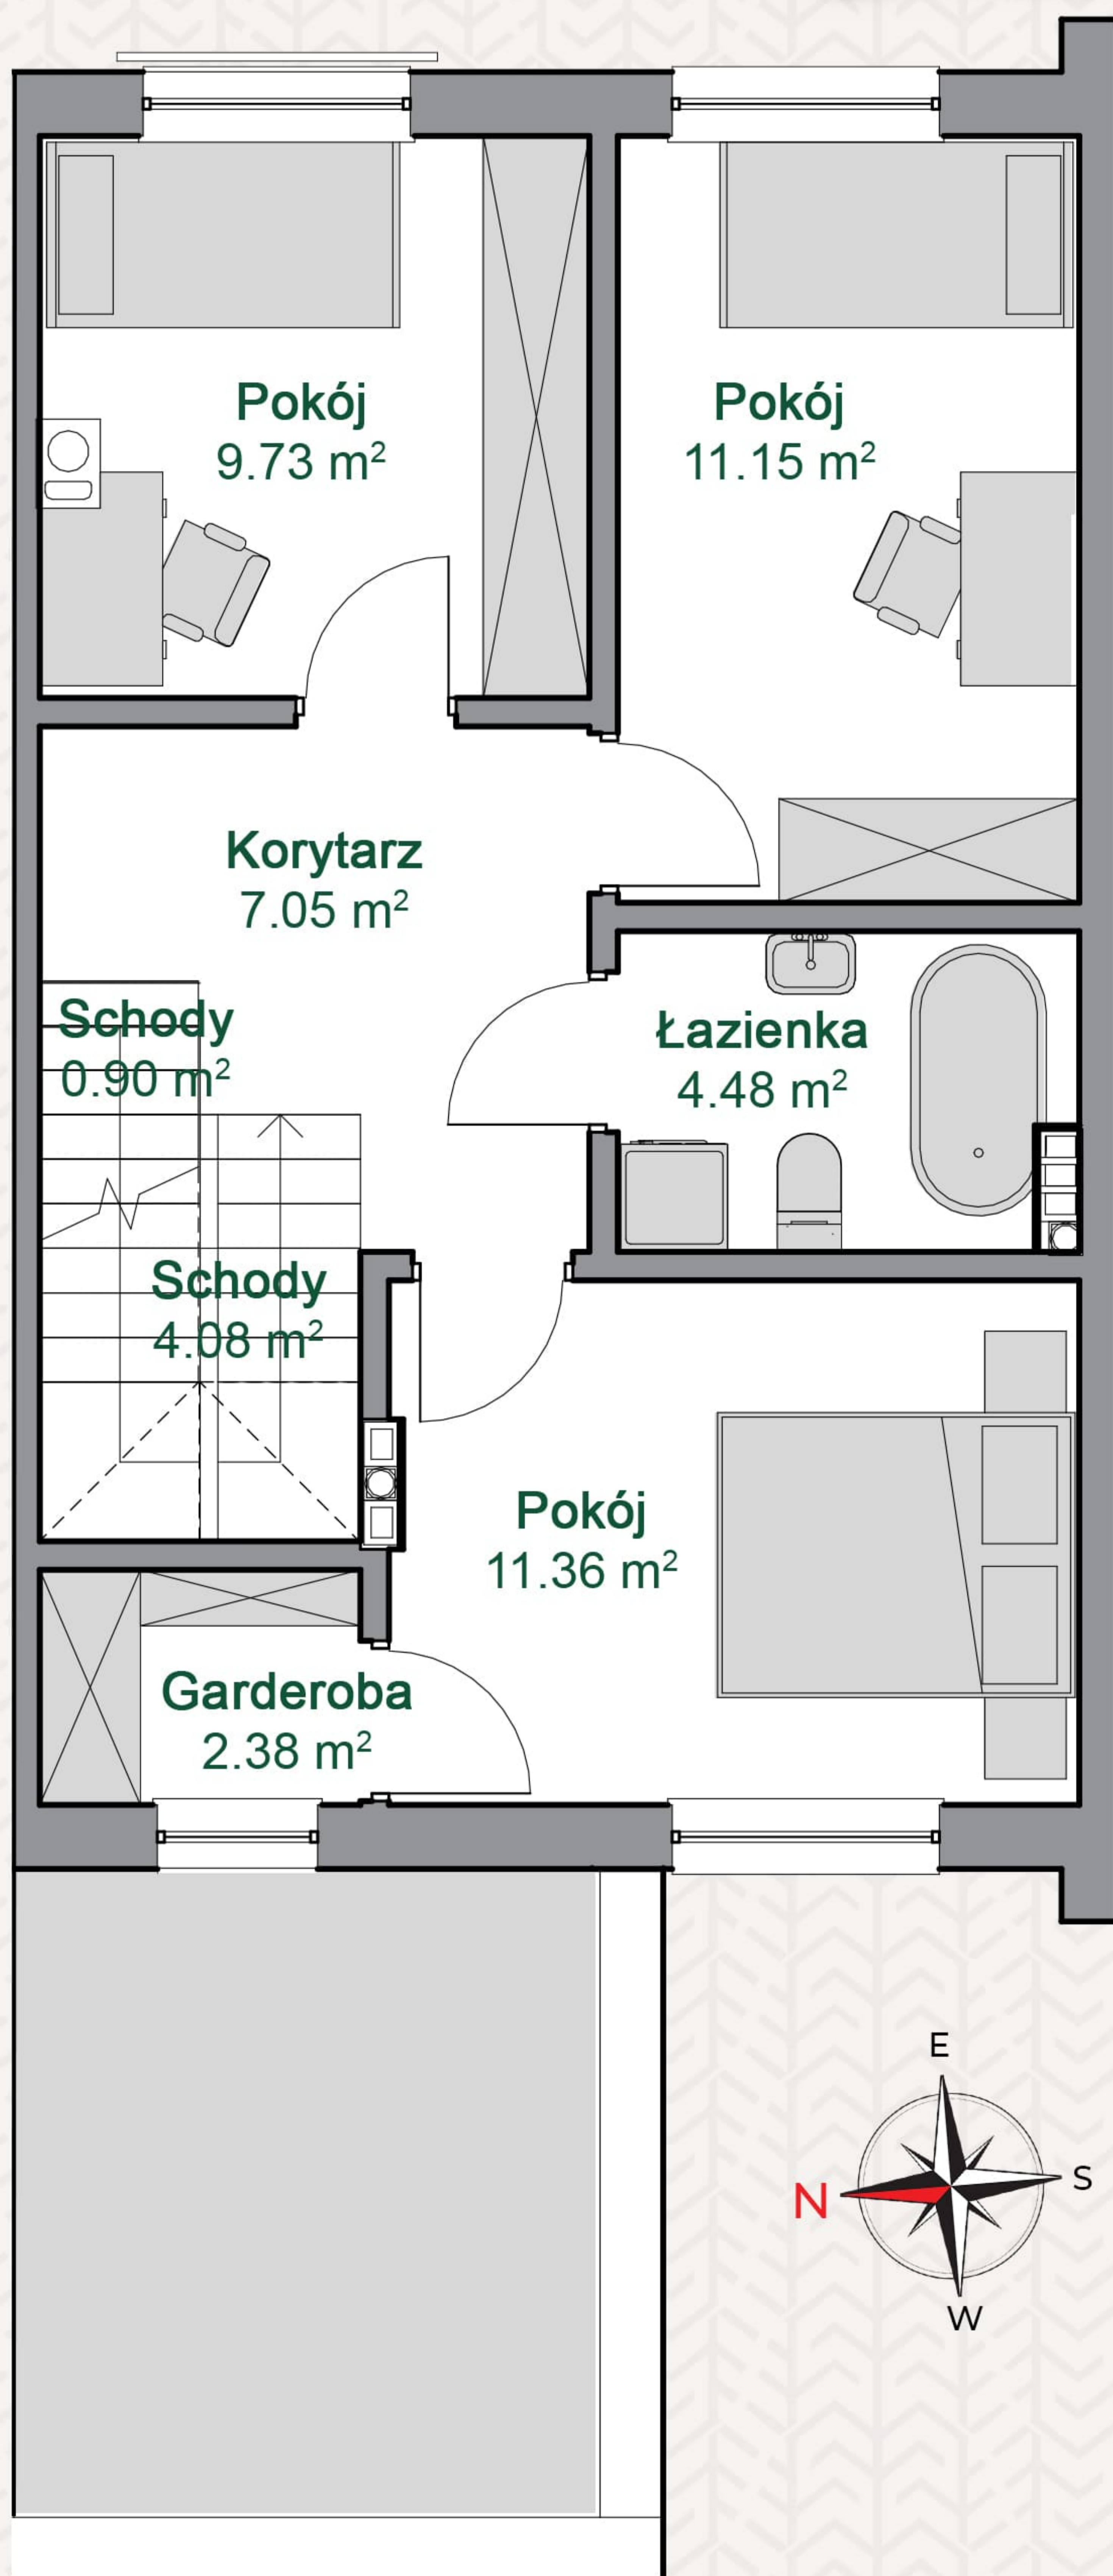 Pokój
9.73 m²
Pokój
11.15 m²
Korytarz
7.05 m²
Schody
0.90 m²
Łazienka
4.48 m²
Schody
4.08 m²
Pokój
11.36 m²
Garderoba
2.38 m²
E
N
S
W